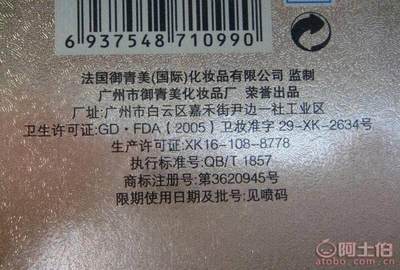 6 937548 710990
法国御青美(国际)化妆品有限公司 监制
广州市御青美化妆品厂 荣誉出品
厂址:广州市白云区嘉禾街尹边一社工业区
卫生许可证:GD·FDA(2005)卫妆准字 29-XK-2634号
生产许可证:XK16-108-8778
执行标准号:QB/T 1857
商标注册号:第3620945号
限期使用日期及批号:见喷码
阿土伯
atobo.com.cn